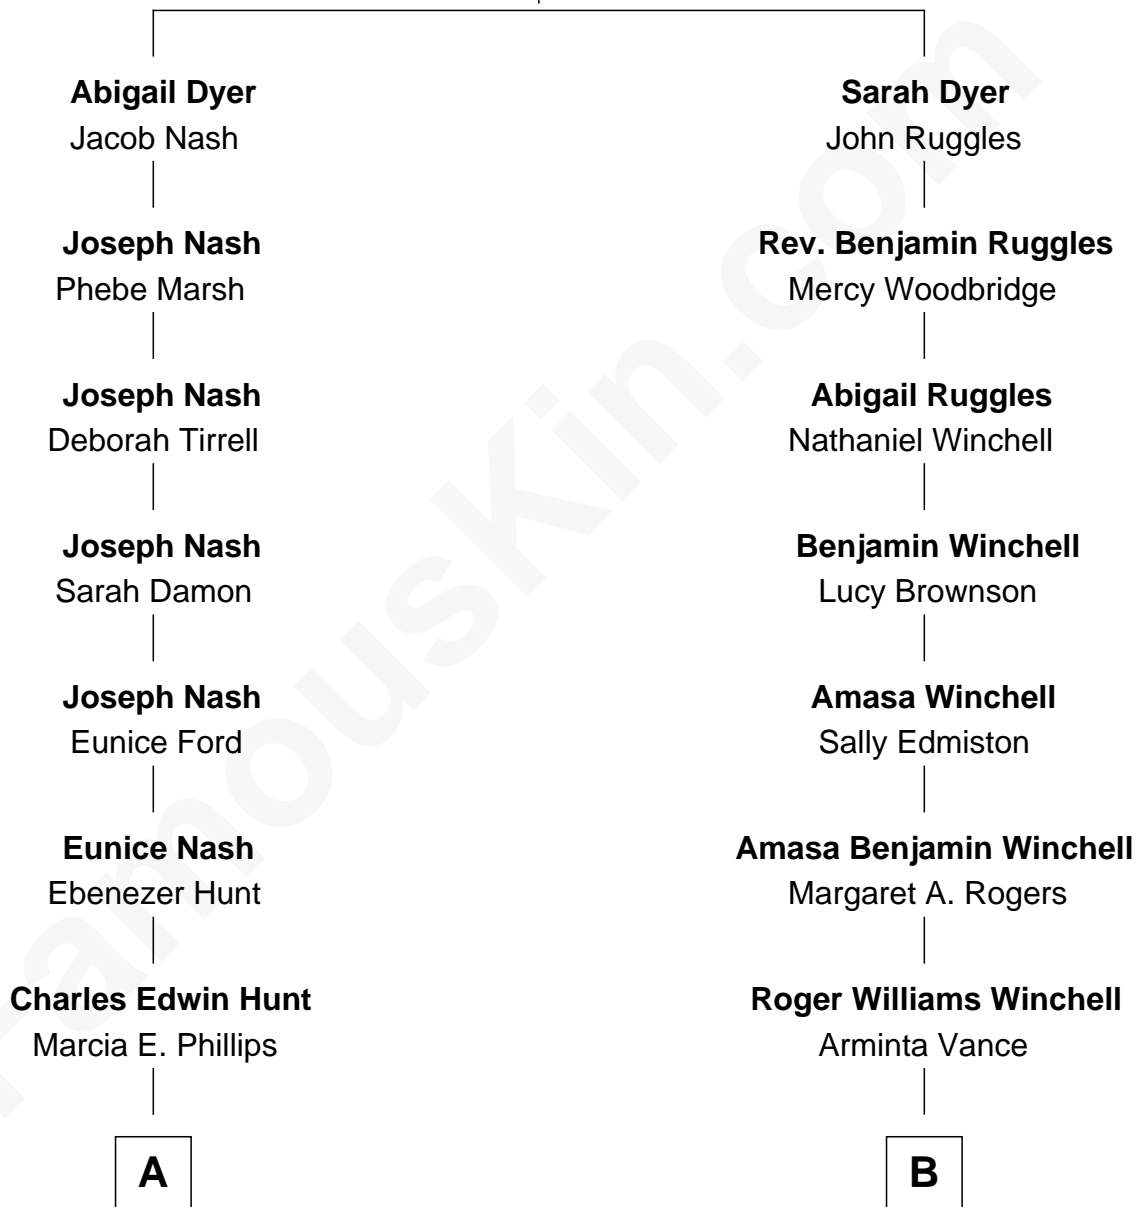 Abigail Dyer
Jacob Nash
Joseph Nash
Phebe Marsh
Joseph Nash
Deborah Tirrell
Joseph Nash
Sarah Damon
Joseph Nash
Eunice Ford
Eunice Nash
Ebenezer Hunt
Charles Edwin Hunt
Marcia E. Phillips
A
Sarah Dyer
John Ruggles
Rev. Benjamin Ruggles
Mercy Woodbridge
Abigail Ruggles
Nathaniel Winchell
Benjamin Winchell
Lucy Brownson
Amasa Winchell
Sally Edmiston
Amasa Benjamin Winchell
Margaret A. Rogers
Roger Williams Winchell
Arminta Vance
B
FamousKin.com